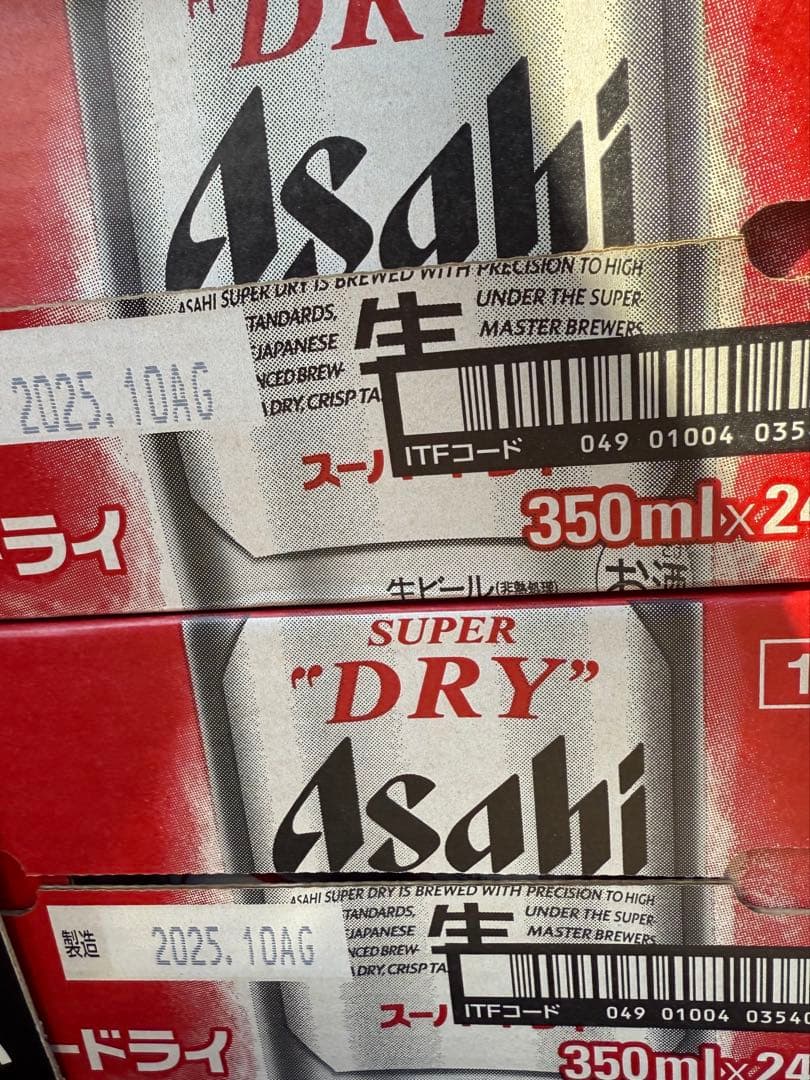 "DRY
Asahi
ASAHI SUPER DRY IS BREWED WITH PRECISION TO HIGH
TANDARDS,
生
UNDER THE SUPER
JAPANESE
MASTER BREWERS
NCED BREW-
DRY, CRISP TA
2025.10AG
ITFコード 049 01004 035
スーパ
ライ
350ml×24
生ビール(非熱処理)
お酒
SUPER
"DRY"
1
Asahi
ASAHI SUPER DRY IS BREWED WITH PRECISION TO HIGH
TANDARDS,
生
UNDER THE SUPER
JAPANESE
MASTER BREWERS
NCED BREW-
DRY, CRISP TA
製造 2025.10AG
ITFコード 049 01004 0354
スーパ
ードライ
350ml×24